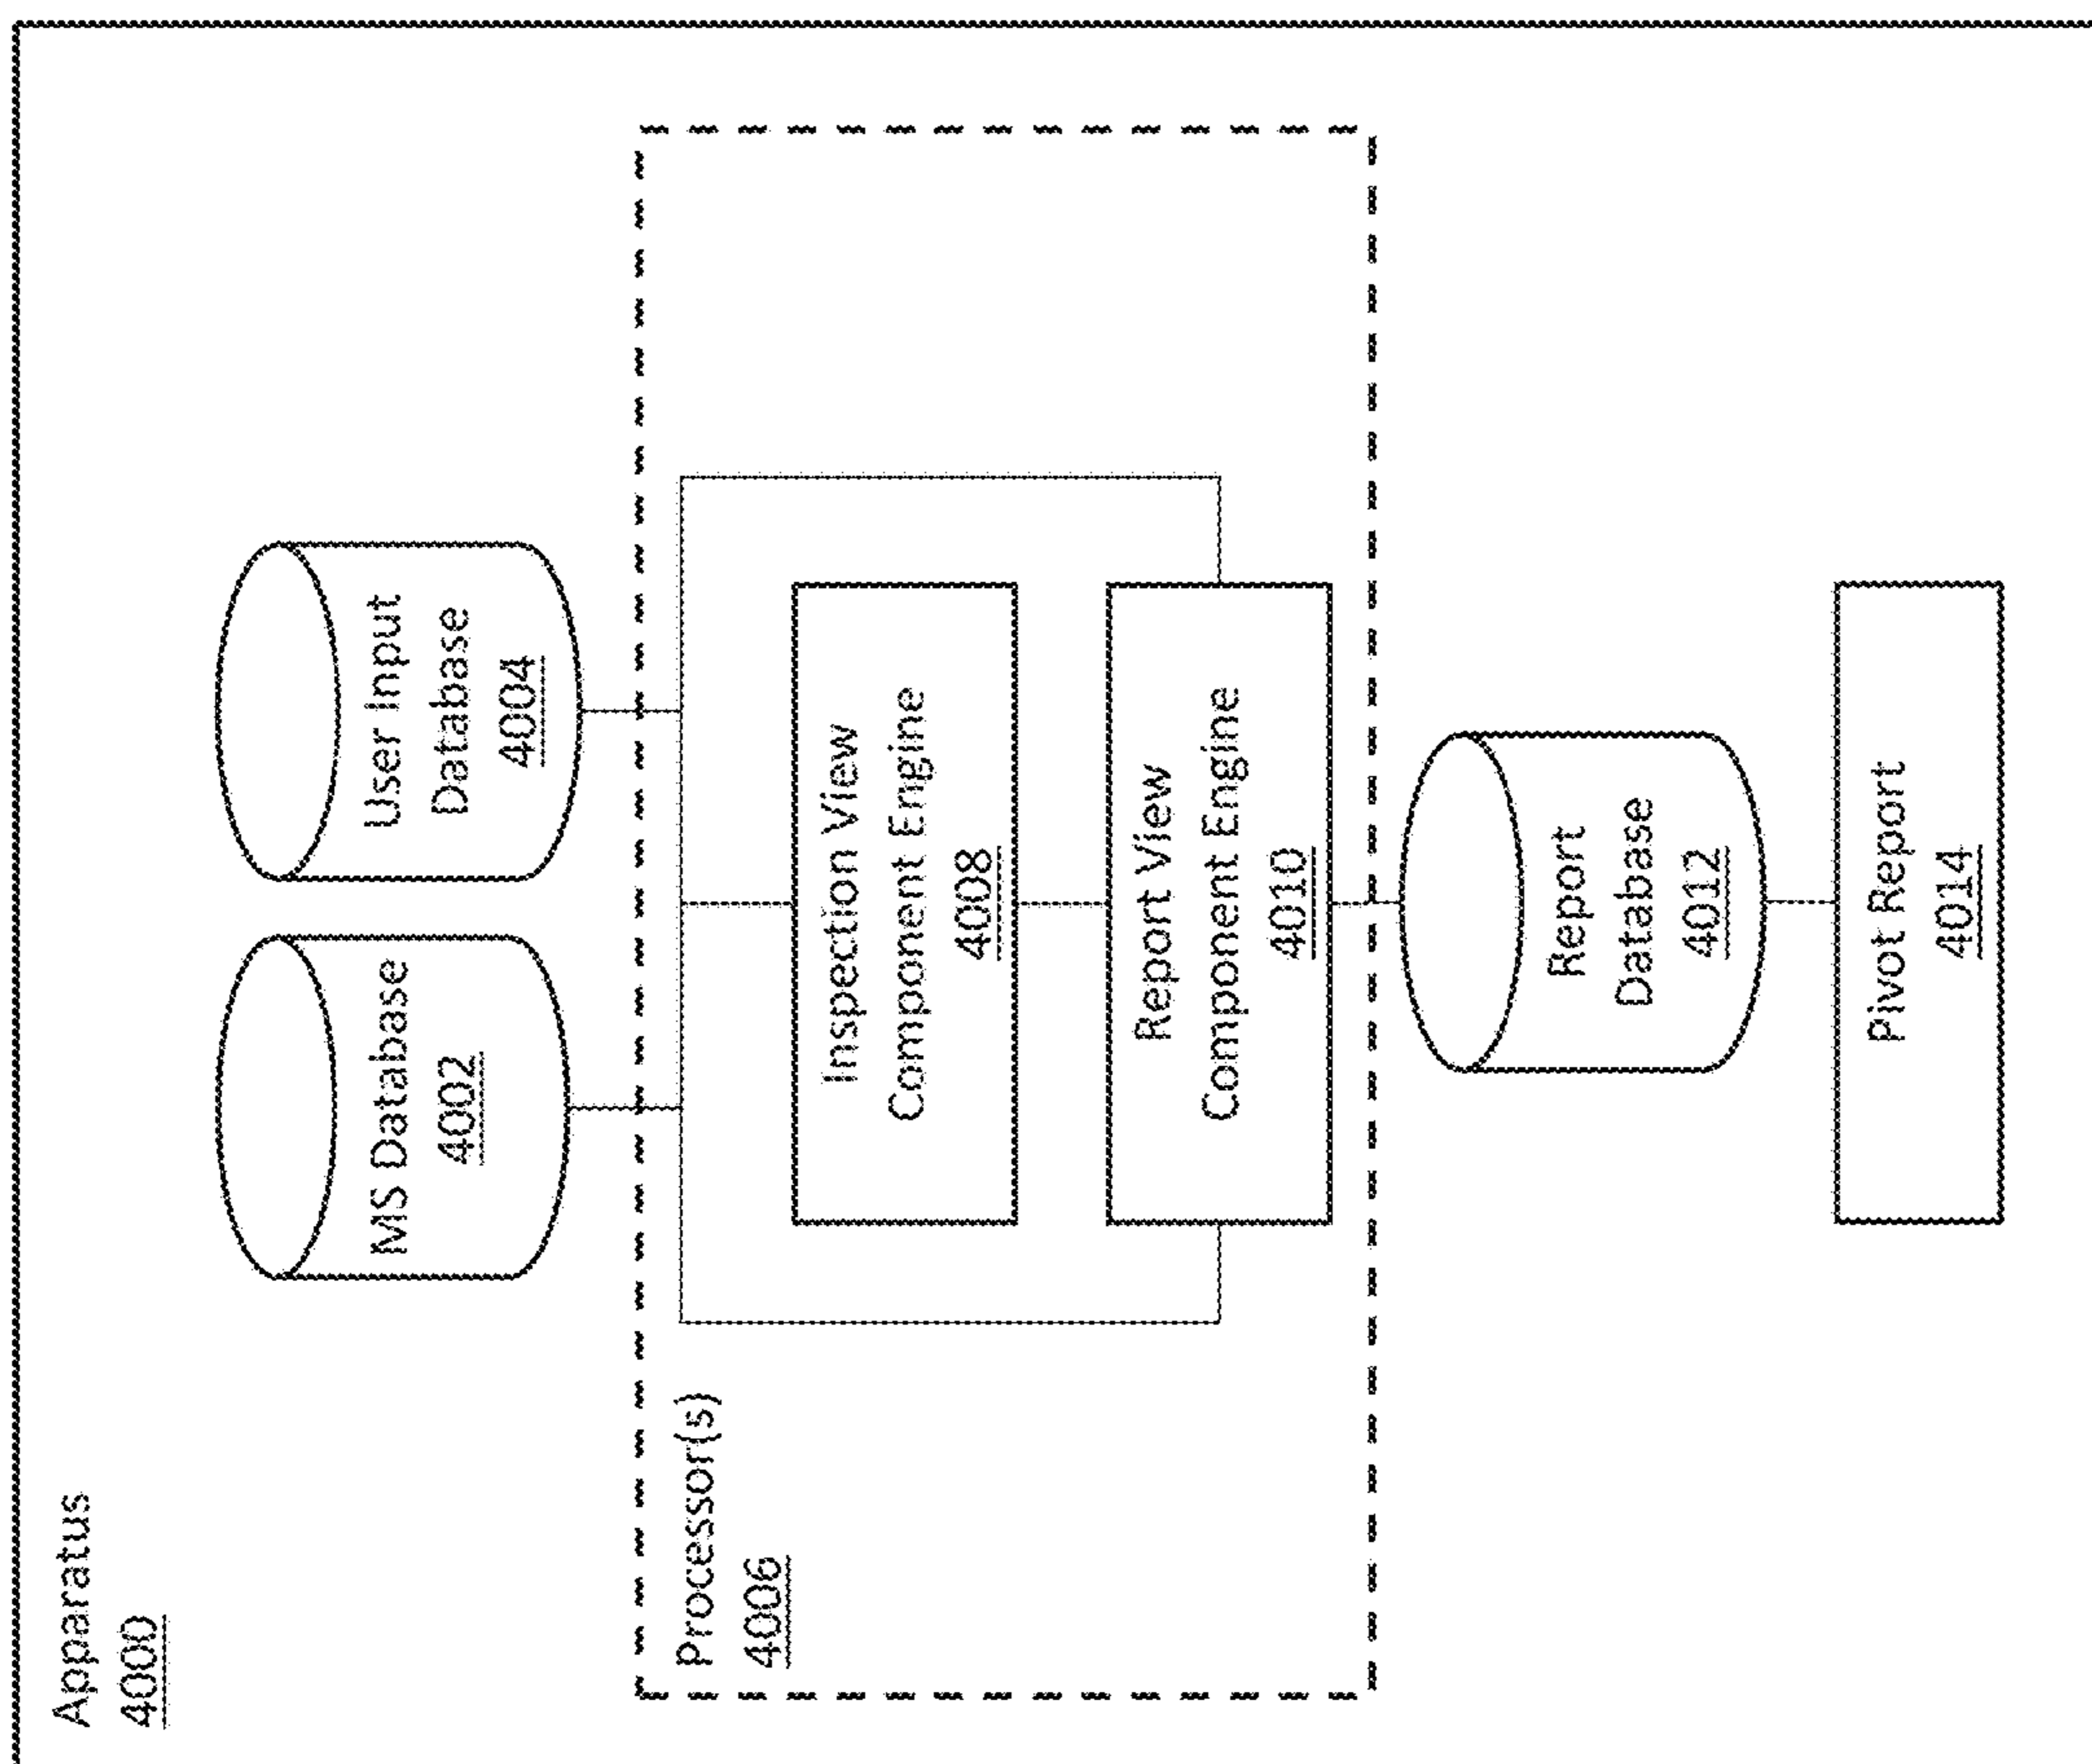 Apparatus
4000
MS Database
4002
User Input
Database
4004
Processor(s)
4006
Inspection View
Component Engine
4008
Report View
Component Engine
4010
Report
Database
4012
Pivot Report
4014